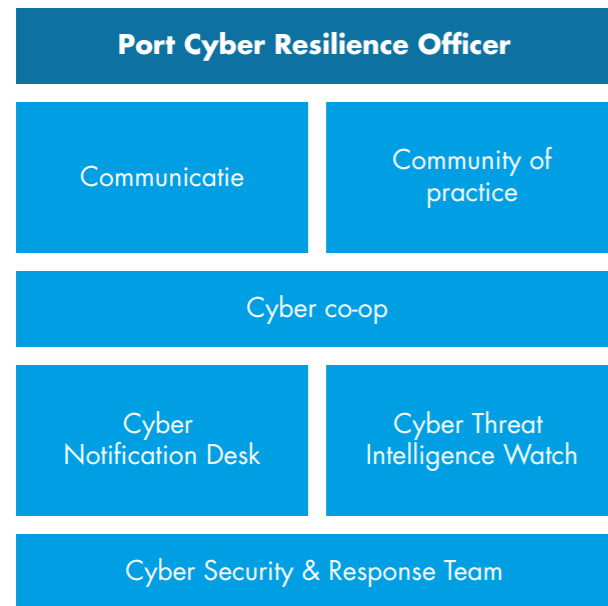 Port Cyber Resilience Officer
Communicatie
Community of
practice
Cyber co-op
Cyber
Notification Desk
Cyber Threat
Intelligence Watch
Cyber Security & Response Team